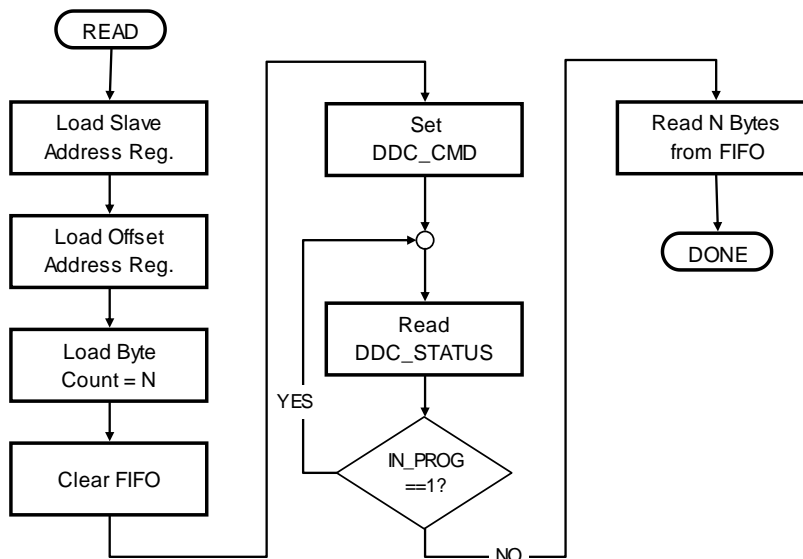 READ
Load Slave
Address Reg.
Load Offset
Address Reg.
Load Byte
Count = N
Clear FIFO
Set
DDC_CMD
Read
DDC_STATUS
YES
IN_PROG
==1?
NO
Read N Bytes
from FIFO
DONE